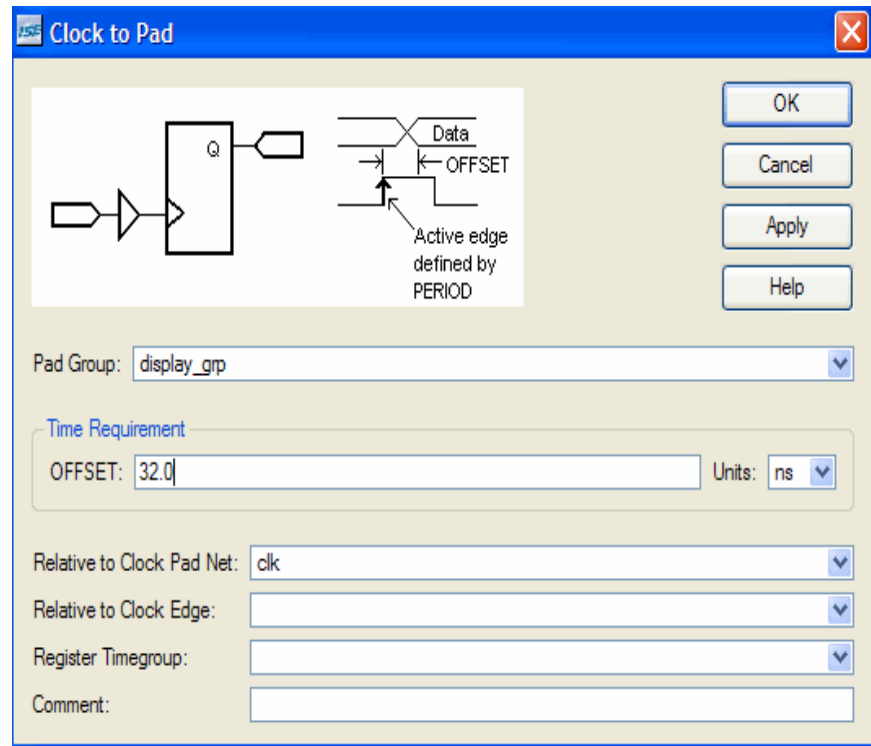 ISE Clock to Pad
Q
Data
OFFSET
Active edge
defined by
PERIOD
OK
Cancel
Apply
Help
Pad Group: display_grp
Time Requirement
OFFSET: 32.0 Units: ns
Relative to Clock Pad Net: clk
Relative to Clock Edge:
Register Timegroup:
Comment: